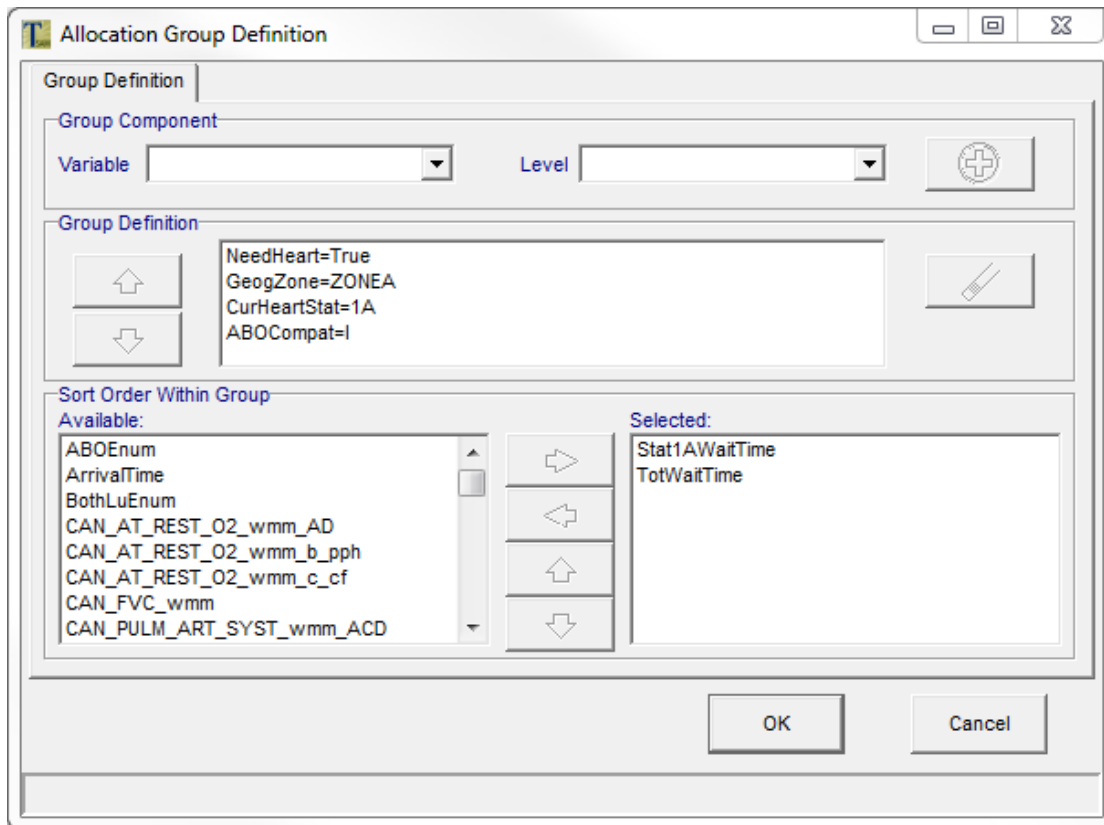 Allocation Group Definition
Group Definition
Group Component
Variable
Level
Group Definition
NeedHeart=True
GeogZone=ZONEA
CurHeartStat=1A
ABOCompat=I
Sort Order Within Group
Available:
ABOEnum
ArrivalTime
BothLuEnum
CAN_AT_REST_O2_wmm_AD
CAN_AT_REST_O2_wmm_b_pph
CAN_AT_REST_O2_wmm_c_cf
CAN_FVC_wmm
CAN_PULM_ART_SYST_wmm_ACD
Selected:
Stat1AWaitTime
TotWaitTime
OK
Cancel